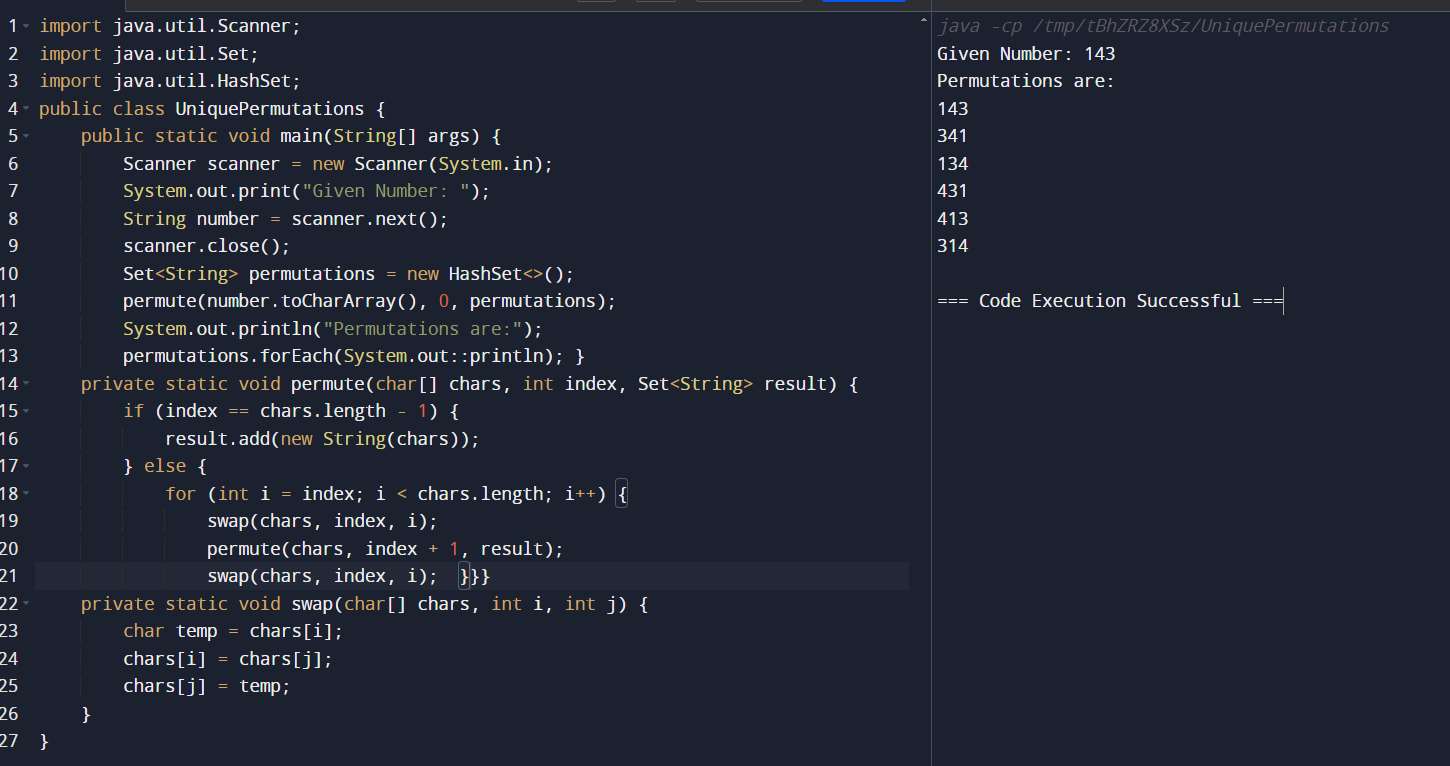 1 import java.util.Scanner;
2 import java.util.Set;
3 import java.util.HashSet;
4 public class UniquePermutations {
5     public static void main(String[] args) {
6         Scanner scanner = new Scanner(System.in);
7         System.out.print("Given Number: ");
8         String number = scanner.next();
9         scanner.close();
10         Set<String> permutations = new HashSet<>();
11         permute(number.toCharArray(), 0, permutations);
12         System.out.println("Permutations are:");
13         permutations.forEach(System.out::println); }
14     private static void permute(char[] chars, int index, Set<String> result) {
15         if (index == chars.length - 1) {
16             result.add(new String(chars));
17         } else {
18             for (int i = index; i < chars.length; i++) {
19                 swap(chars, index, i);
20                 permute(chars, index + 1, result);
21                 swap(chars, index, i);  }}}
22     private static void swap(char[] chars, int i, int j) {
23         char temp = chars[i];
24         chars[i] = chars[j];
25         chars[j] = temp;
26     }
27 }
java -cp /tmp/tBhZRZ8XSz/UniquePermutations
Given Number: 143
Permutations are:
143
341
134
431
413
314
=== Code Execution Successful ===